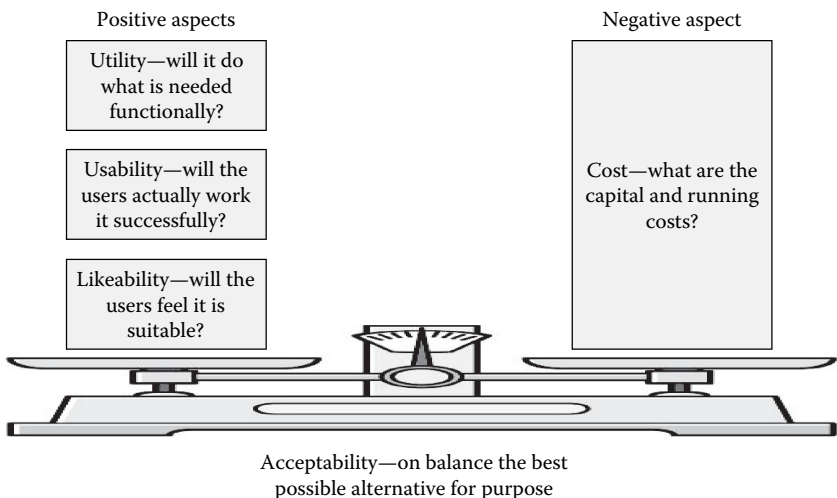 Positive aspects
Negative aspect
Utility—will it do
what is needed
functionally?
Usability—will the
users actually work
it successfully?
Likeability—will the
users feel it is
suitable?
Cost—what are the
capital and running
costs?
Acceptability—on balance the best
possible alternative for purpose